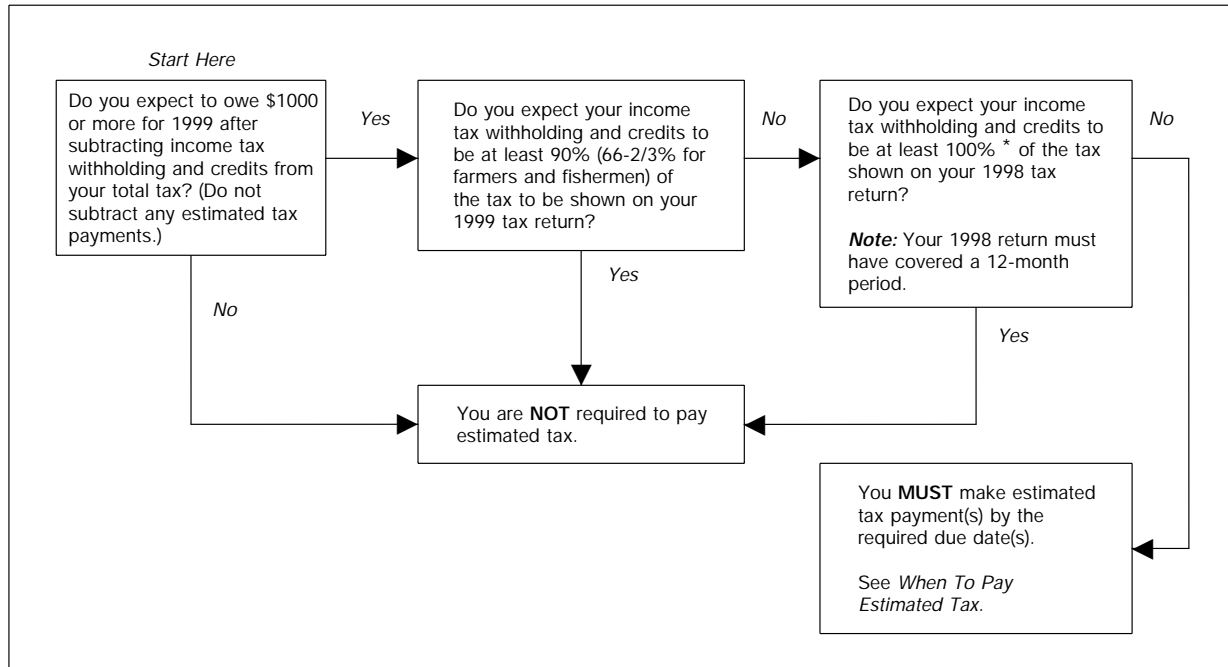 Start Here
Do you expect to owe $1000
or more for 1999 after
subtracting income tax
withholding and credits from
your total tax? (Do not
subtract any estimated tax
payments.)
Yes
No
Do you expect your income
tax withholding and credits to
be at least 90% (66-2/3% for
farmers and fishermen) of
the tax to be shown on your
1999 tax return?
No
Yes
Do you expect your income
tax withholding and credits to
be at least 100% * of the tax
shown on your 1998 tax
return?
Note: Your 1998 return must
have covered a 12-month
period.
No
Yes
You are NOT required to pay
estimated tax.
You MUST make estimated
tax payment(s) by the
required due date(s).
See When To Pay
Estimated Tax.